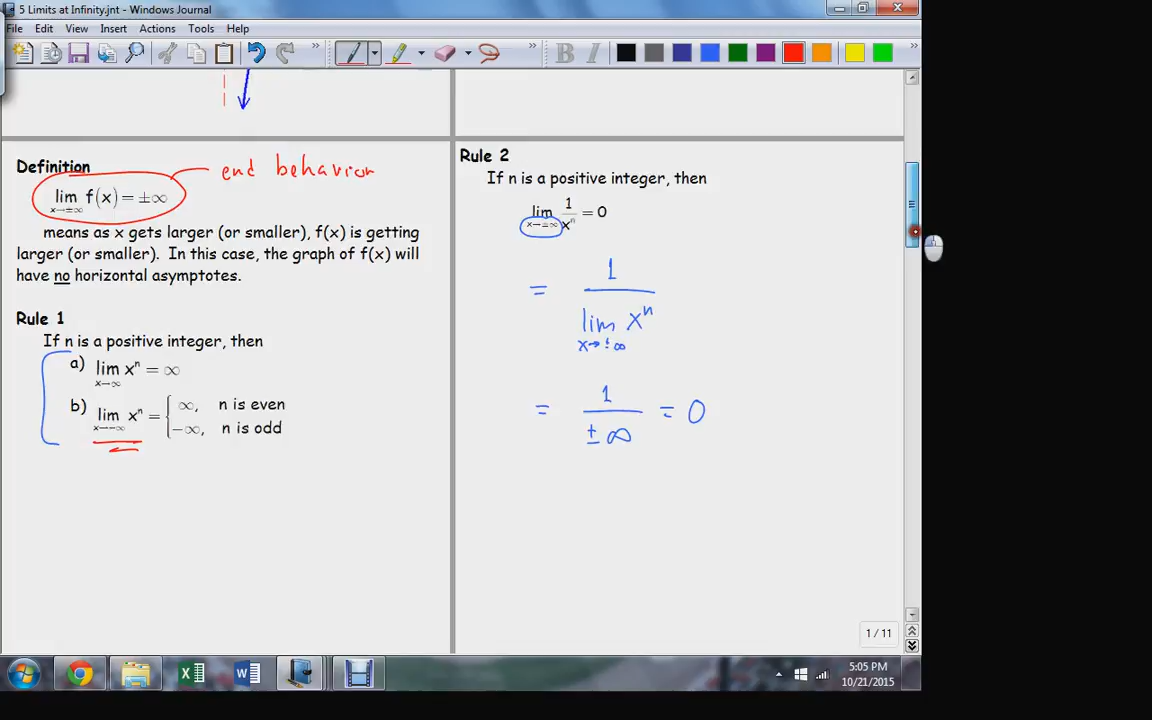 5 Limits at Infinity.jnt - Windows Journal
File Edit View Insert Actions Tools Help
Definition
end behavior
lim f(x) = ±∞
x→±∞
means as x gets larger (or smaller), f(x) is getting
larger (or smaller). In this case, the graph of f(x) will
have no horizontal asymptotes.
Rule 1
If n is a positive integer, then
a) lim xⁿ = ∞
x→∞
b) lim xⁿ = { ∞, n is even
x→-∞ -∞, n is odd
Rule 2
If n is a positive integer, then
lim 1/xⁿ = 0
x→±∞
= 1
lim xⁿ
x→±∞
= 1 = 0
±∞
1 / 11
5:05 PM
10/21/2015